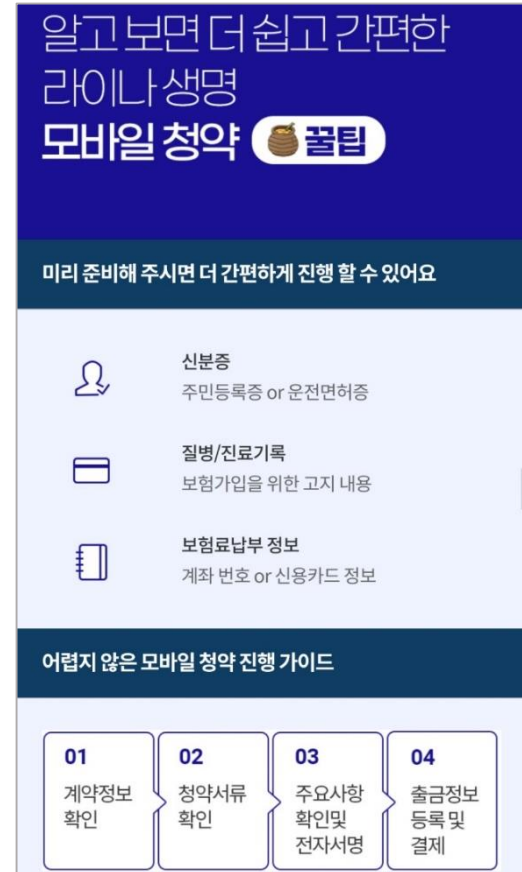 알고 보면 더 쉽고 간편한
라이나 생명
모바일 청약 꿀팁
미리 준비해 주시면 더 간편하게 진행 할 수 있어요
신분증
주민등록증 or 운전면허증
질병/진료기록
보험가입을 위한 고지 내용
보험료납부 정보
계좌 번호 or 신용카드 정보
어렵지 않은 모바일 청약 진행 가이드
01
계약정보
확인
02
청약서류
확인
03
주요사항
확인및
전자서명
04
출금정보
등록 및
결제